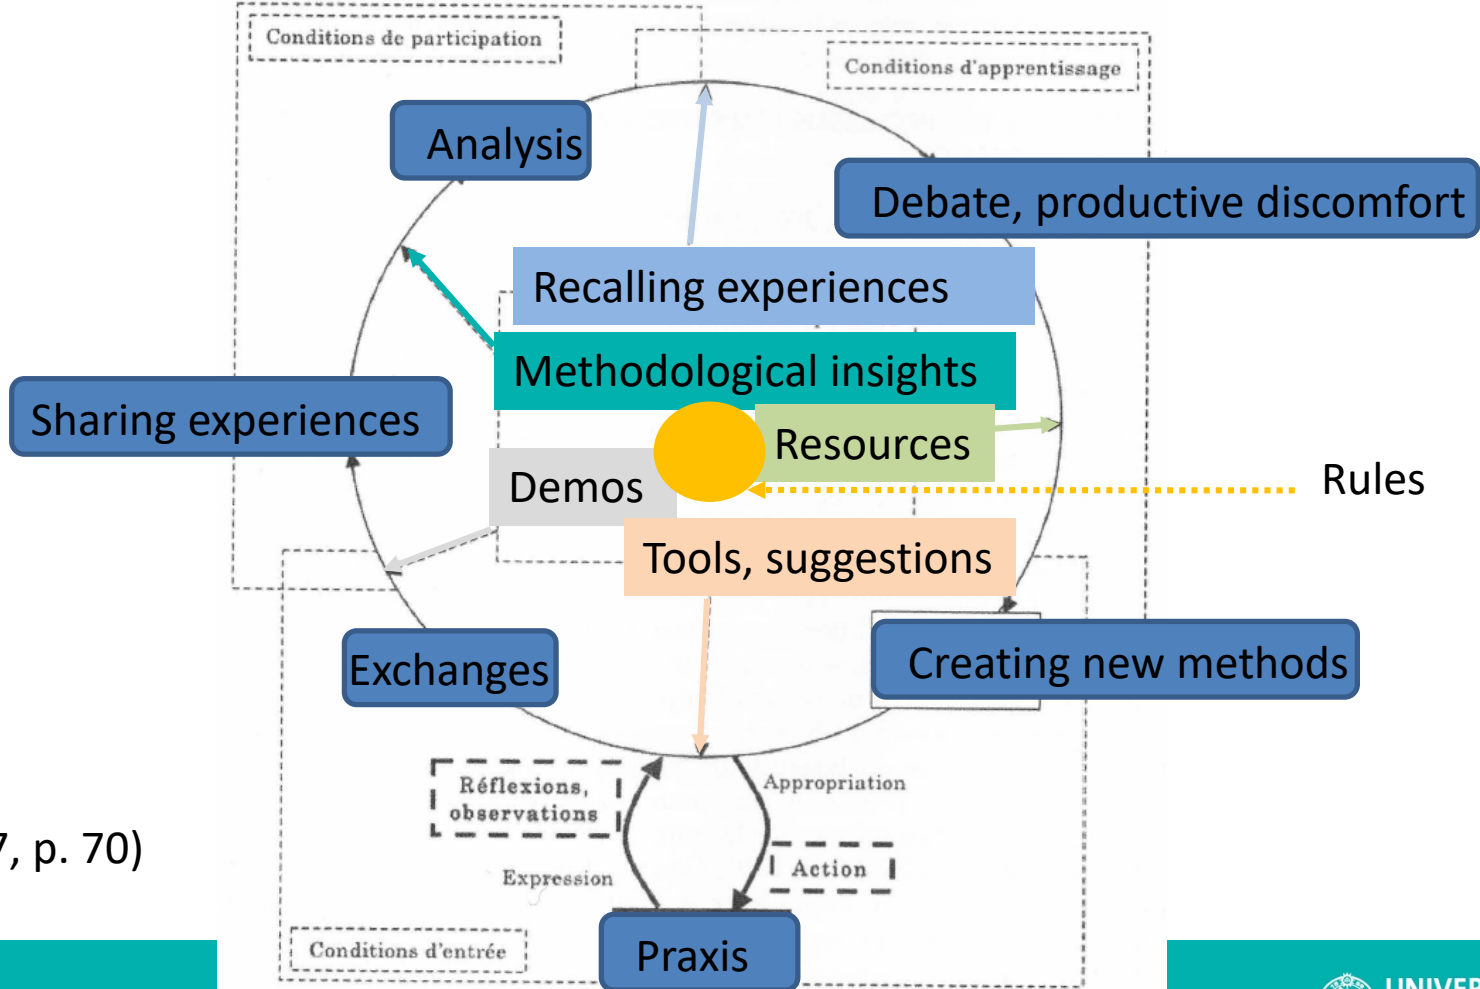 Conditions de participation
Conditions d'apprentissage
Analysis
Debate, productive discomfort
Recalling experiences
Methodological insights
Sharing experiences
Resources
Demos
Rules
Tools, suggestions
Exchanges
Creating new methods
Réflexions,
observations
Appropriation
7, p. 70)
Expression
Action
Conditions d'entrée
Praxis